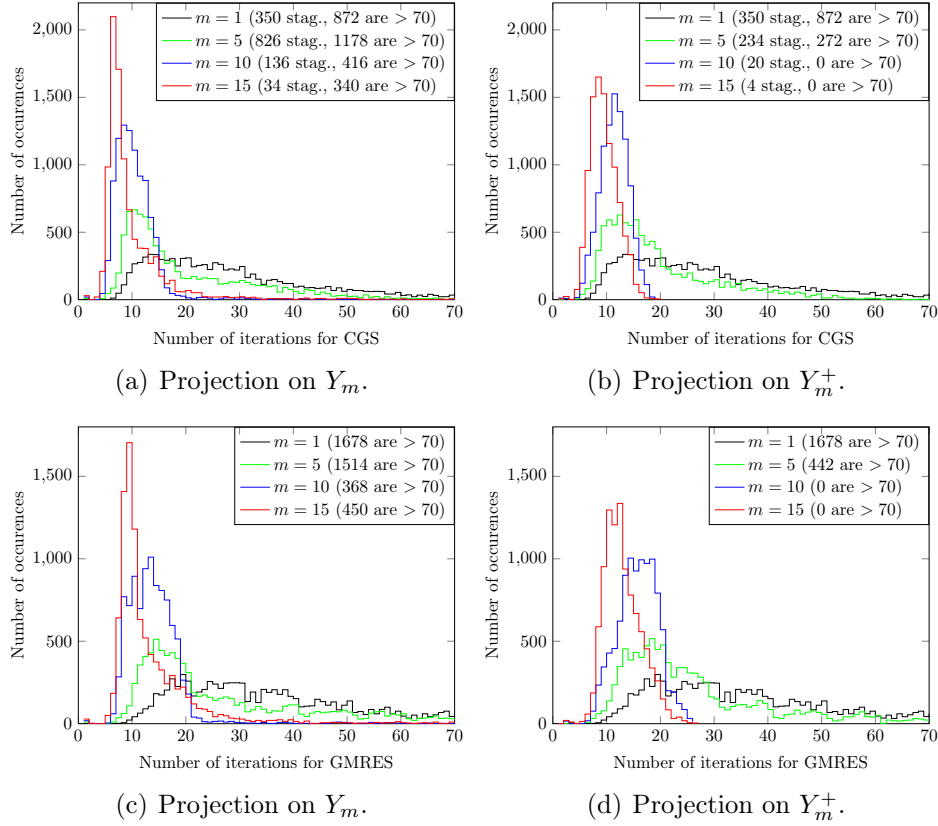 2,000
1,500
1,000
500
0
0 10 20 30 40 50 60 70
Number of occurences
Number of iterations for CGS
m = 1 (350 stag., 872 are > 70)
m = 5 (826 stag., 1178 are > 70)
m = 10 (136 stag., 416 are > 70)
m = 15 (34 stag., 340 are > 70)
(a) Projection on Y_m.
2,000
1,500
1,000
500
0
0 10 20 30 40 50 60 70
Number of occurences
Number of iterations for CGS
m = 1 (350 stag., 872 are > 70)
m = 5 (234 stag., 272 are > 70)
m = 10 (20 stag., 0 are > 70)
m = 15 (4 stag., 0 are > 70)
(b) Projection on Y_m^+.
1,500
1,000
500
0
0 10 20 30 40 50 60 70
Number of occurences
Number of iterations for GMRES
m = 1 (1678 are > 70)
m = 5 (1514 are > 70)
m = 10 (368 are > 70)
m = 15 (450 are > 70)
(c) Projection on Y_m.
1,500
1,000
500
0
0 10 20 30 40 50 60 70
Number of occurences
Number of iterations for GMRES
m = 1 (1678 are > 70)
m = 5 (442 are > 70)
m = 10 (0 are > 70)
m = 15 (0 are > 70)
(d) Projection on Y_m^+.